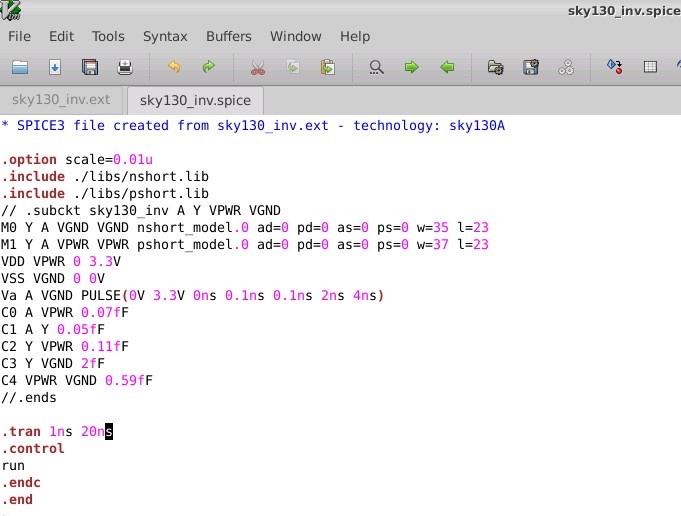 sky130_inv.spice
File Edit Tools Syntax Buffers Window Help
sky130_inv.ext sky130_inv.spice
* SPICE3 file created from sky130_inv.ext - technology: sky130A
.option scale=0.01u
.include ./libs/nshort.lib
.include ./libs/pshort.lib
// .subckt sky130_inv A Y VPWR VGND
M0 Y A VGND VGND nshort_model.0 ad=0 pd=0 as=0 ps=0 w=35 l=23
M1 Y A VPWR VPWR pshort_model.0 ad=0 pd=0 as=0 ps=0 w=37 l=23
VDD VPWR 0 3.3V
VSS VGND 0 0V
Va A VGND PULSE(0V 3.3V 0ns 0.1ns 0.1ns 2ns 4ns)
C0 A VPWR 0.07fF
C1 A Y 0.05fF
C2 Y VPWR 0.11fF
C3 Y VGND 2fF
C4 VPWR VGND 0.59fF
//.ends
.tran 1ns 20ns
.control
run
.endc
.end